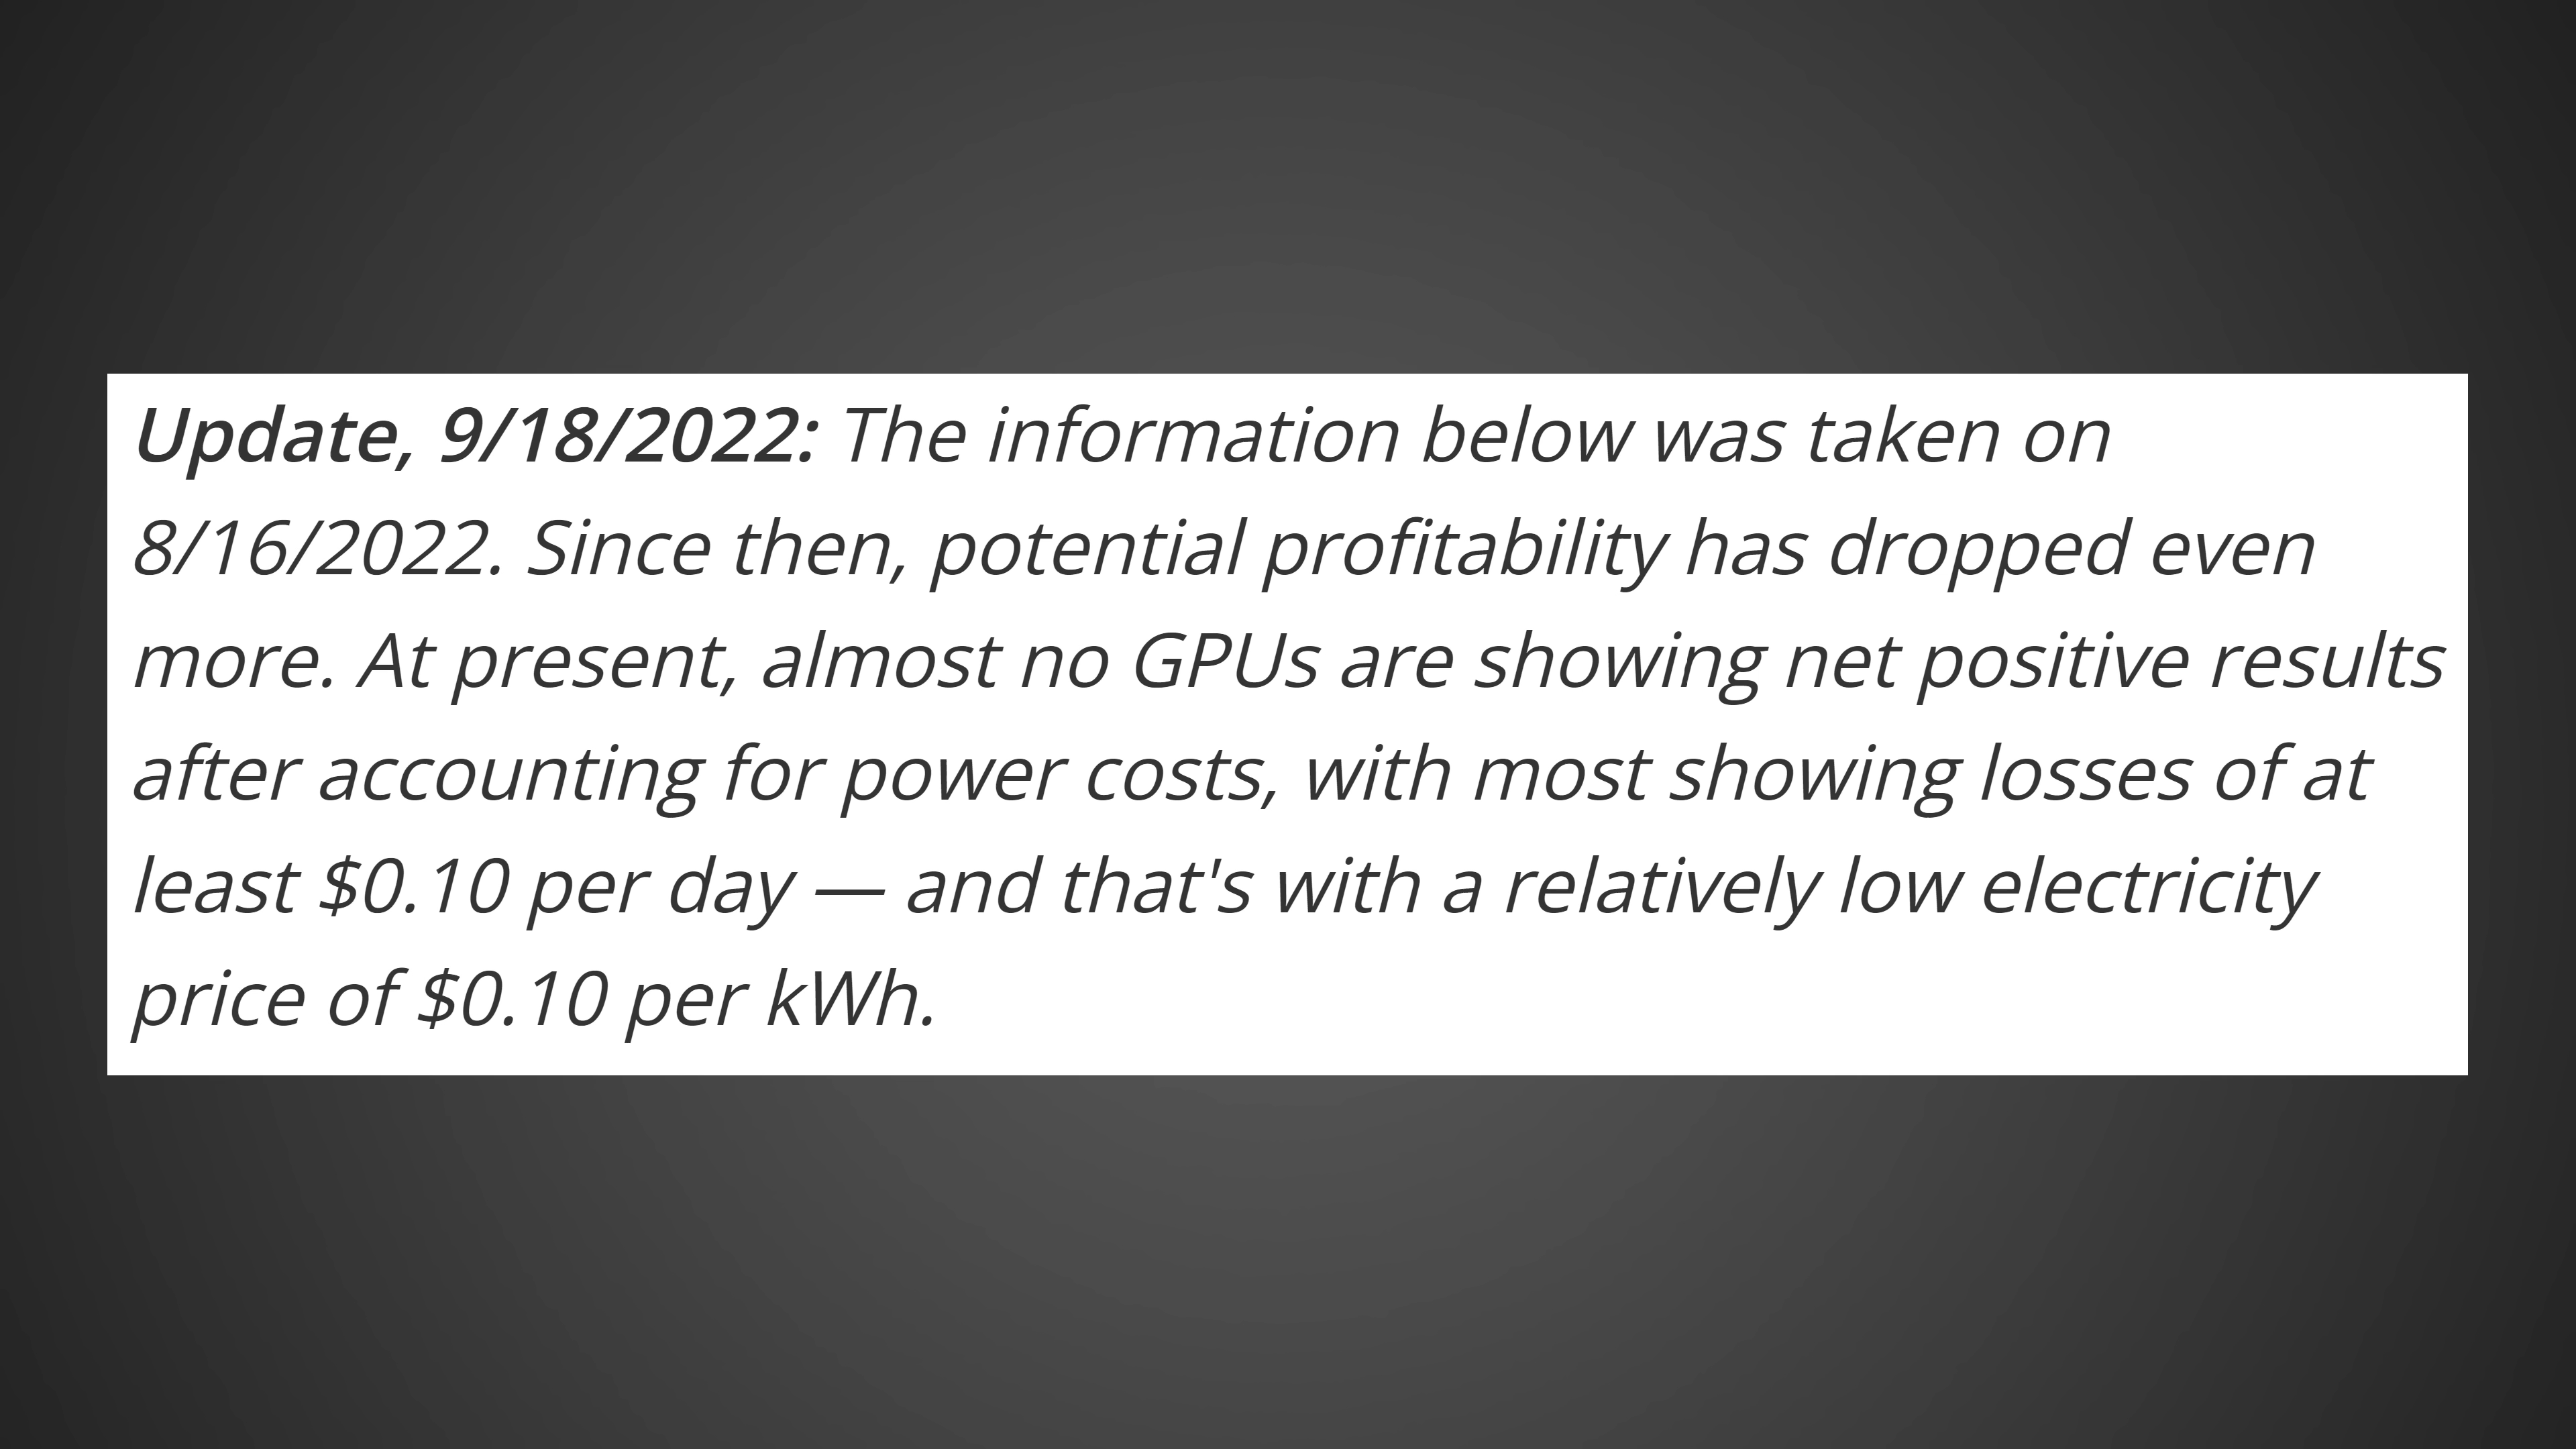 Update, 9/18/2022: The information below was taken on
8/16/2022. Since then, potential profitability has dropped even
more. At present, almost no GPUs are showing net positive results
after accounting for power costs, with most showing losses of at
least $0.10 per day — and that's with a relatively low electricity
price of $0.10 per kWh.